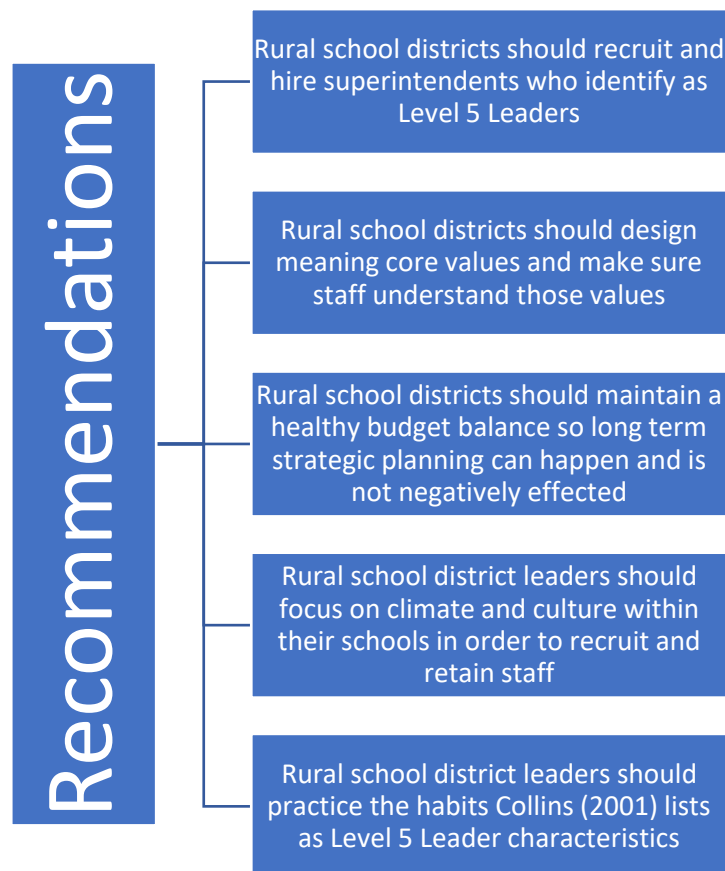 Recommendations
Rural school districts should recruit and
hire superintendents who identify as
Level 5 Leaders
Rural school districts should design
meaning core values and make sure
staff understand those values
Rural school districts should maintain a
healthy budget balance so long term
strategic planning can happen and is
not negatively effected
Rural school district leaders should
focus on climate and culture within
their schools in order to recruit and
retain staff
Rural school district leaders should
practice the habits Collins (2001) lists
as Level 5 Leader characteristics